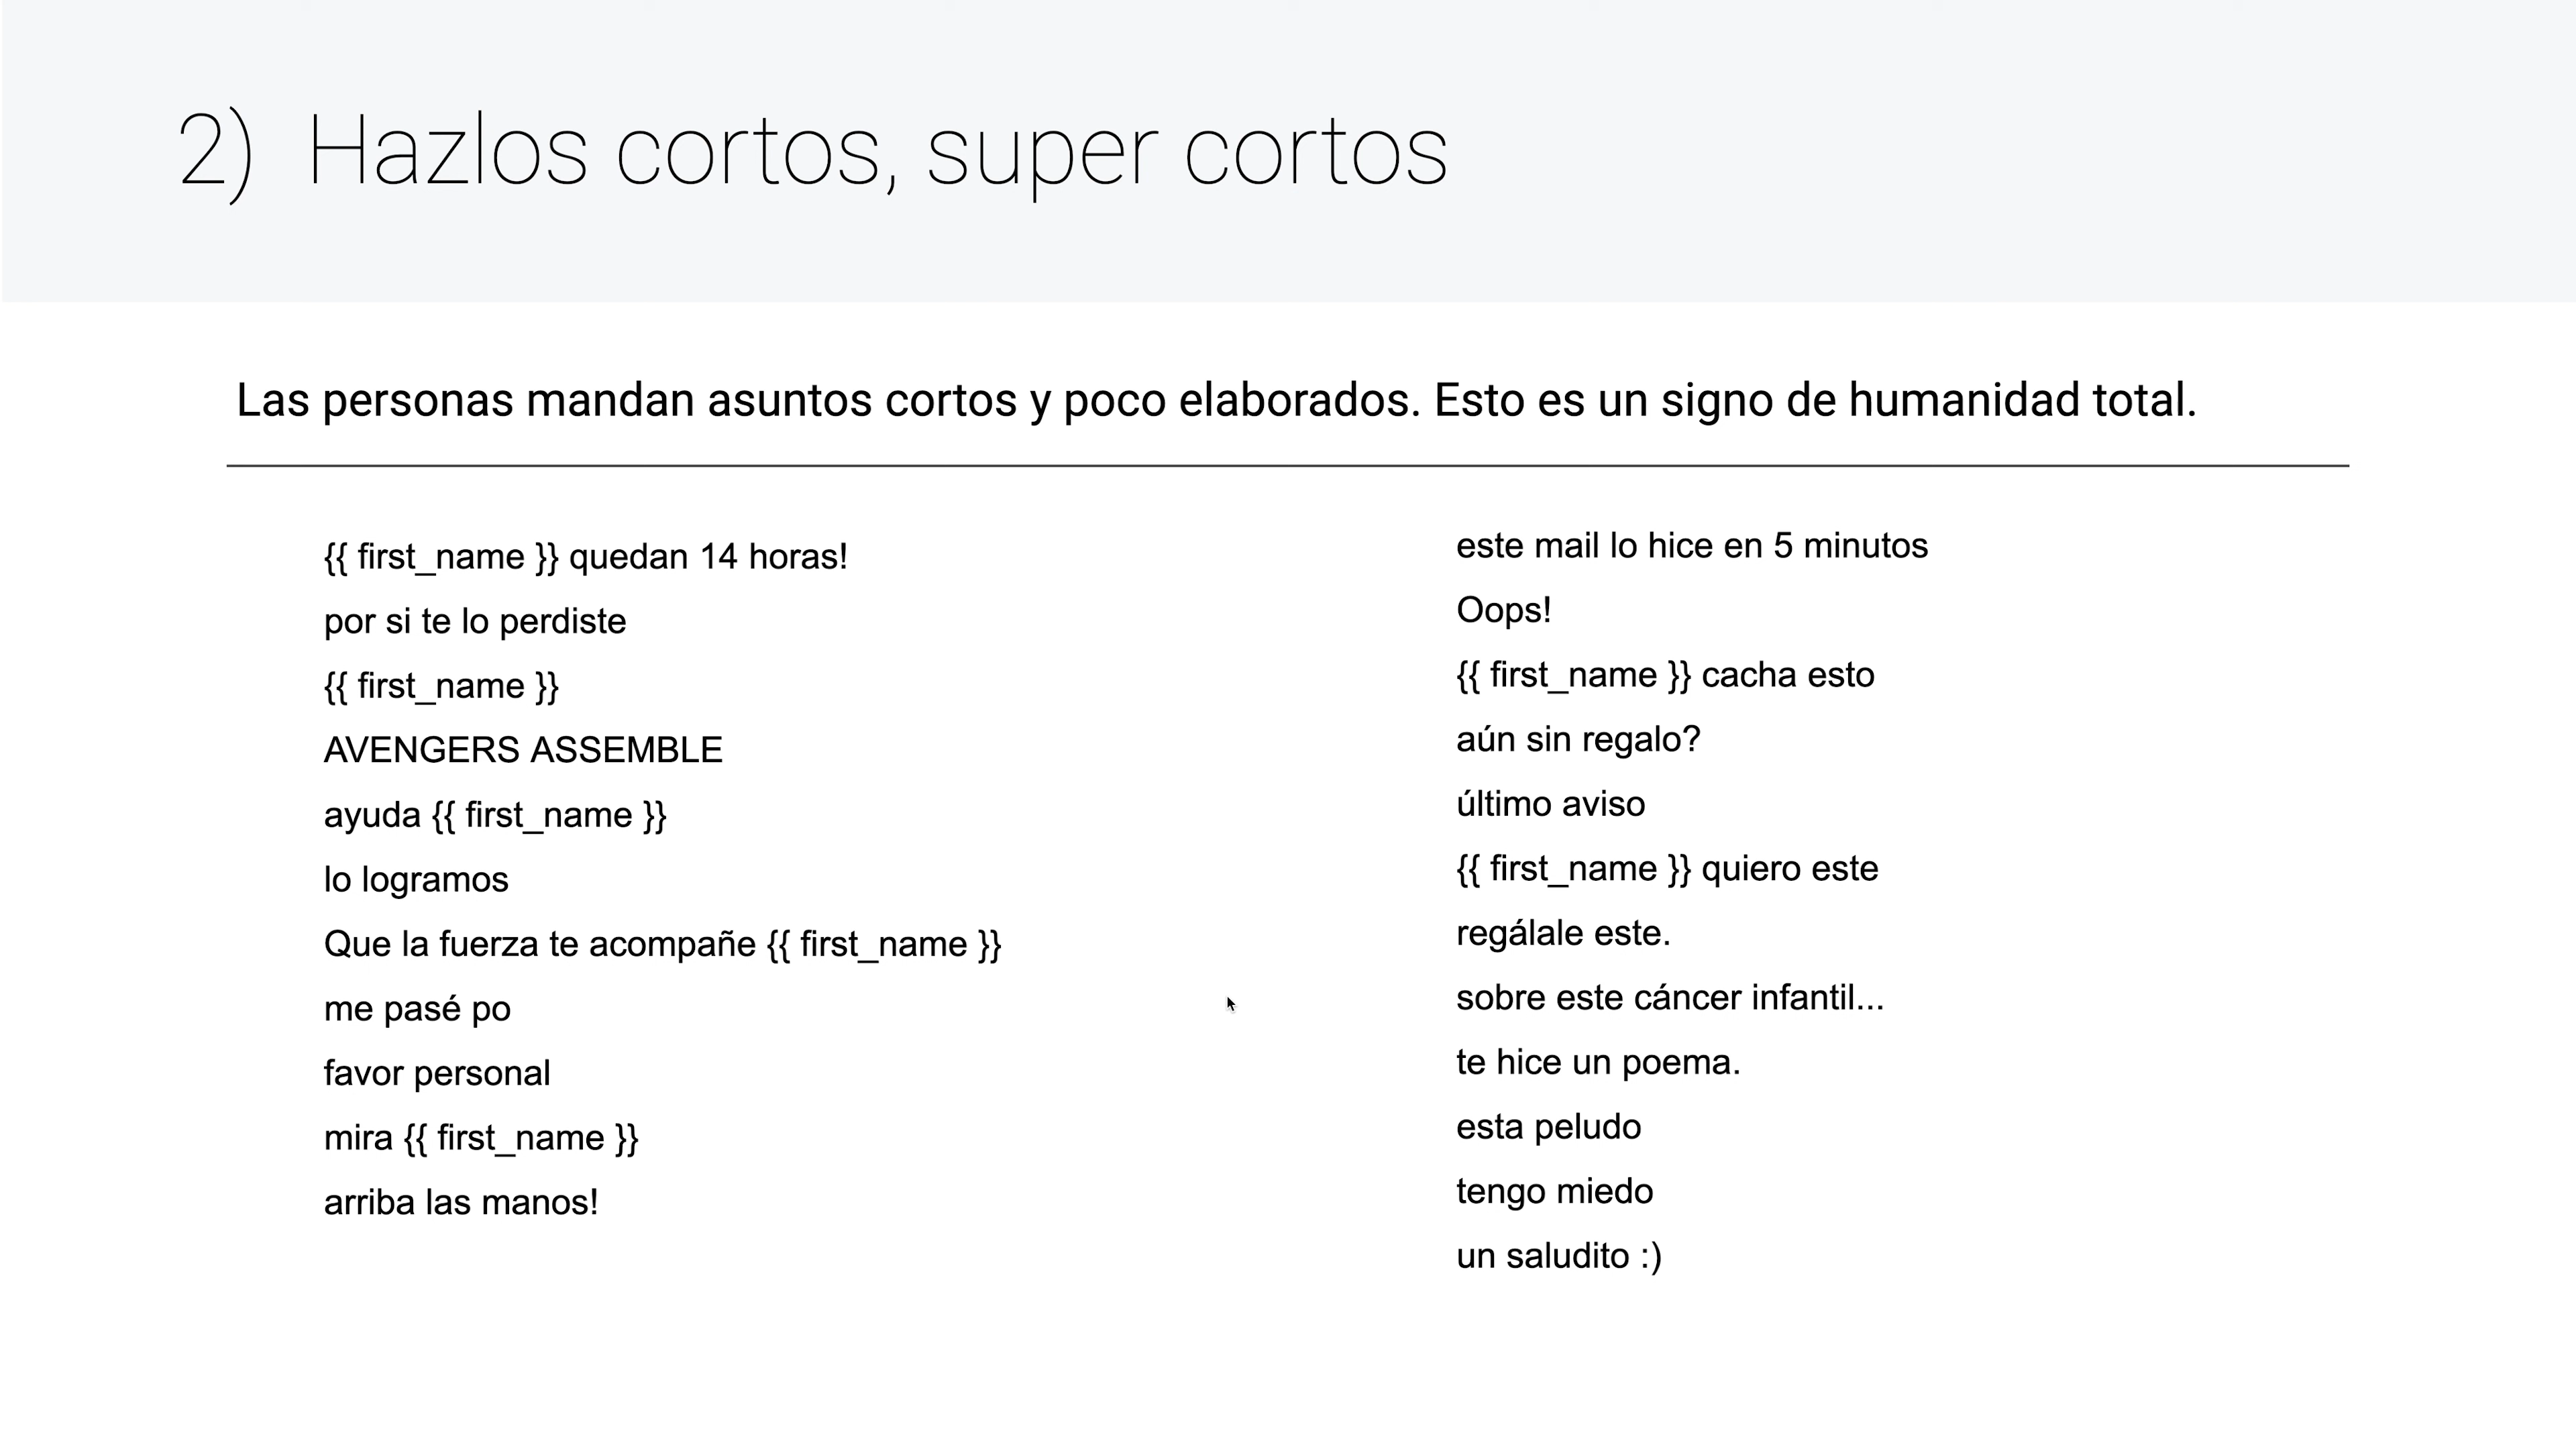 2) Hazlos cortos, super cortos
Las personas mandan asuntos cortos y poco elaborados. Esto es un signo de humanidad total.
{{ first_name }} quedan 14 horas!
por si te lo perdiste
{{ first_name }}
AVENGERS ASSEMBLE
ayuda {{ first_name }}
lo logramos
Que la fuerza te acompañe {{ first_name }}
me pasé po
favor personal
mira {{ first_name }}
arriba las manos!
este mail lo hice en 5 minutos
Oops!
{{ first_name }} cacha esto
aún sin regalo?
último aviso
{{ first_name }} quiero este
regálale este.
sobre este cáncer infantil...
te hice un poema.
esta peludo
tengo miedo
un saludito :)